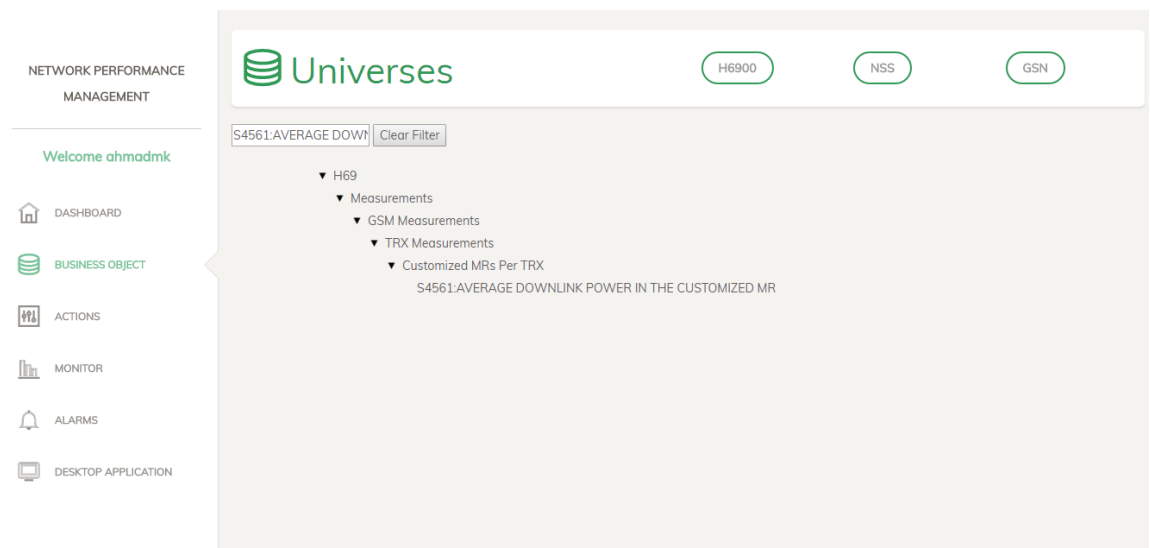 NETWORK PERFORMANCE
MANAGEMENT
Welcome ahmadmk
DASHBOARD
BUSINESS OBJECT
ACTIONS
MONITOR
ALARMS
DESKTOP APPLICATION
Universes
H6900
NSS
GSN
S4561:AVERAGE DOWN
Clear Filter
H69
Measurements
GSM Measurements
TRX Measurements
Customized MRs Per TRX
S4561:AVERAGE DOWNLINK POWER IN THE CUSTOMIZED MR